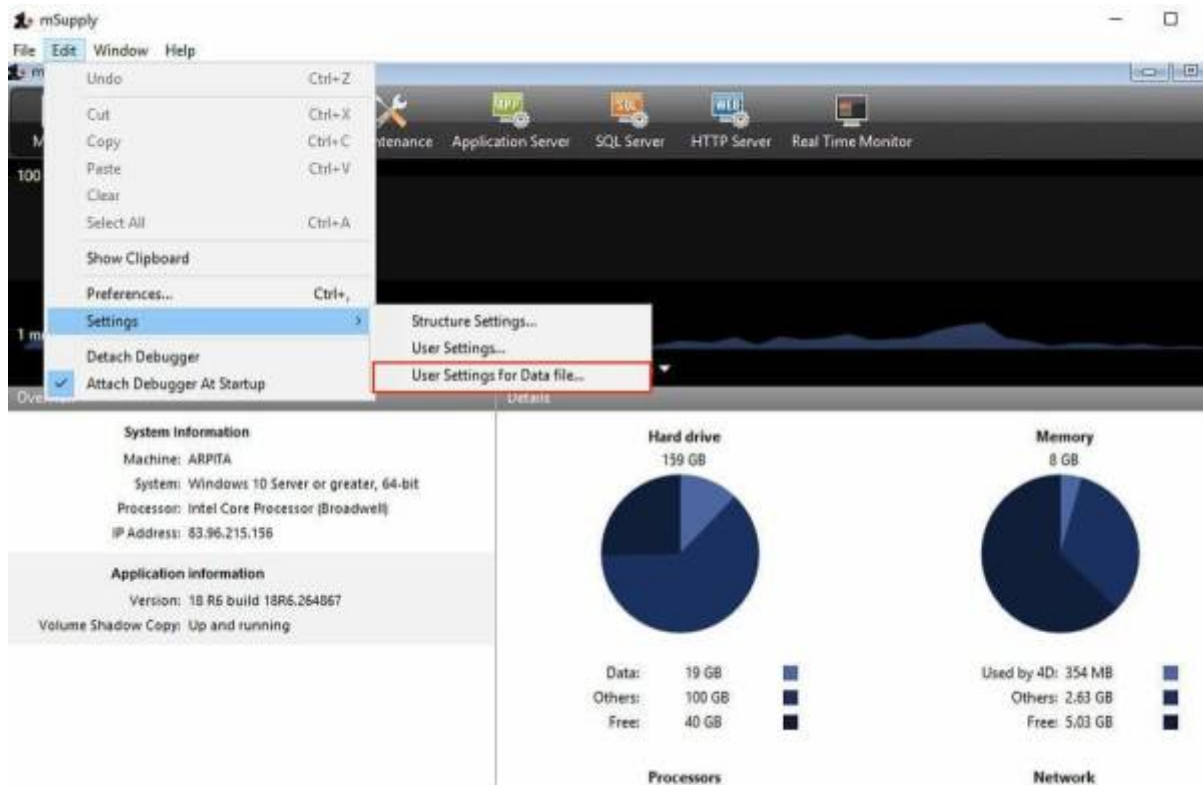 mSupply
File Edit Window Help
Undo Ctrl+Z
Cut Ctrl+X
Copy Ctrl+C
Paste Ctrl+V
Clear
Select All Ctrl+A
Show Clipboard
Preferences... Ctrl+,
Settings
Detach Debugger
Attach Debugger At Startup
Structure Settings...
User Settings...
User Settings for Data file...
Application Server SQL Server HTTP Server Real Time Monitor
100
Details
System Information
Machine: ARPITA
System: Windows 10 Server or greater, 64-bit
Processor: Intel Core Processor (Broadwell)
IP Address: 83.96.215.156
Application information
Version: 18 R6 build 18R6.264867
Volume Shadow Copy: Up and running
Hard drive
159 GB
Data: 19 GB
Others: 100 GB
Free: 40 GB
Memory
8 GB
Used by 4D: 354 MB
Others: 2.63 GB
Free: 5.03 GB
Processors
Network